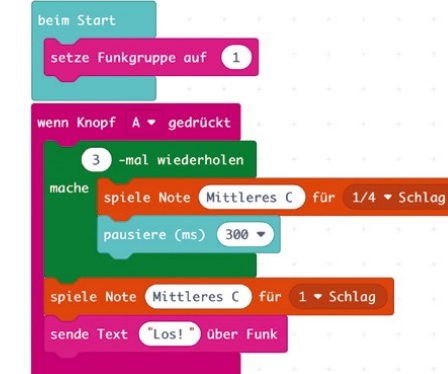 beim Start
setze Funkgruppe auf 1
wenn Knopf A gedrückt
3 -mal wiederholen
mache
spiele Note Mittleres C für 1/4 Schlag
pausiere (ms) 300
spiele Note Mittleres C für 1 Schlag
sende Text "Los!" über Funk